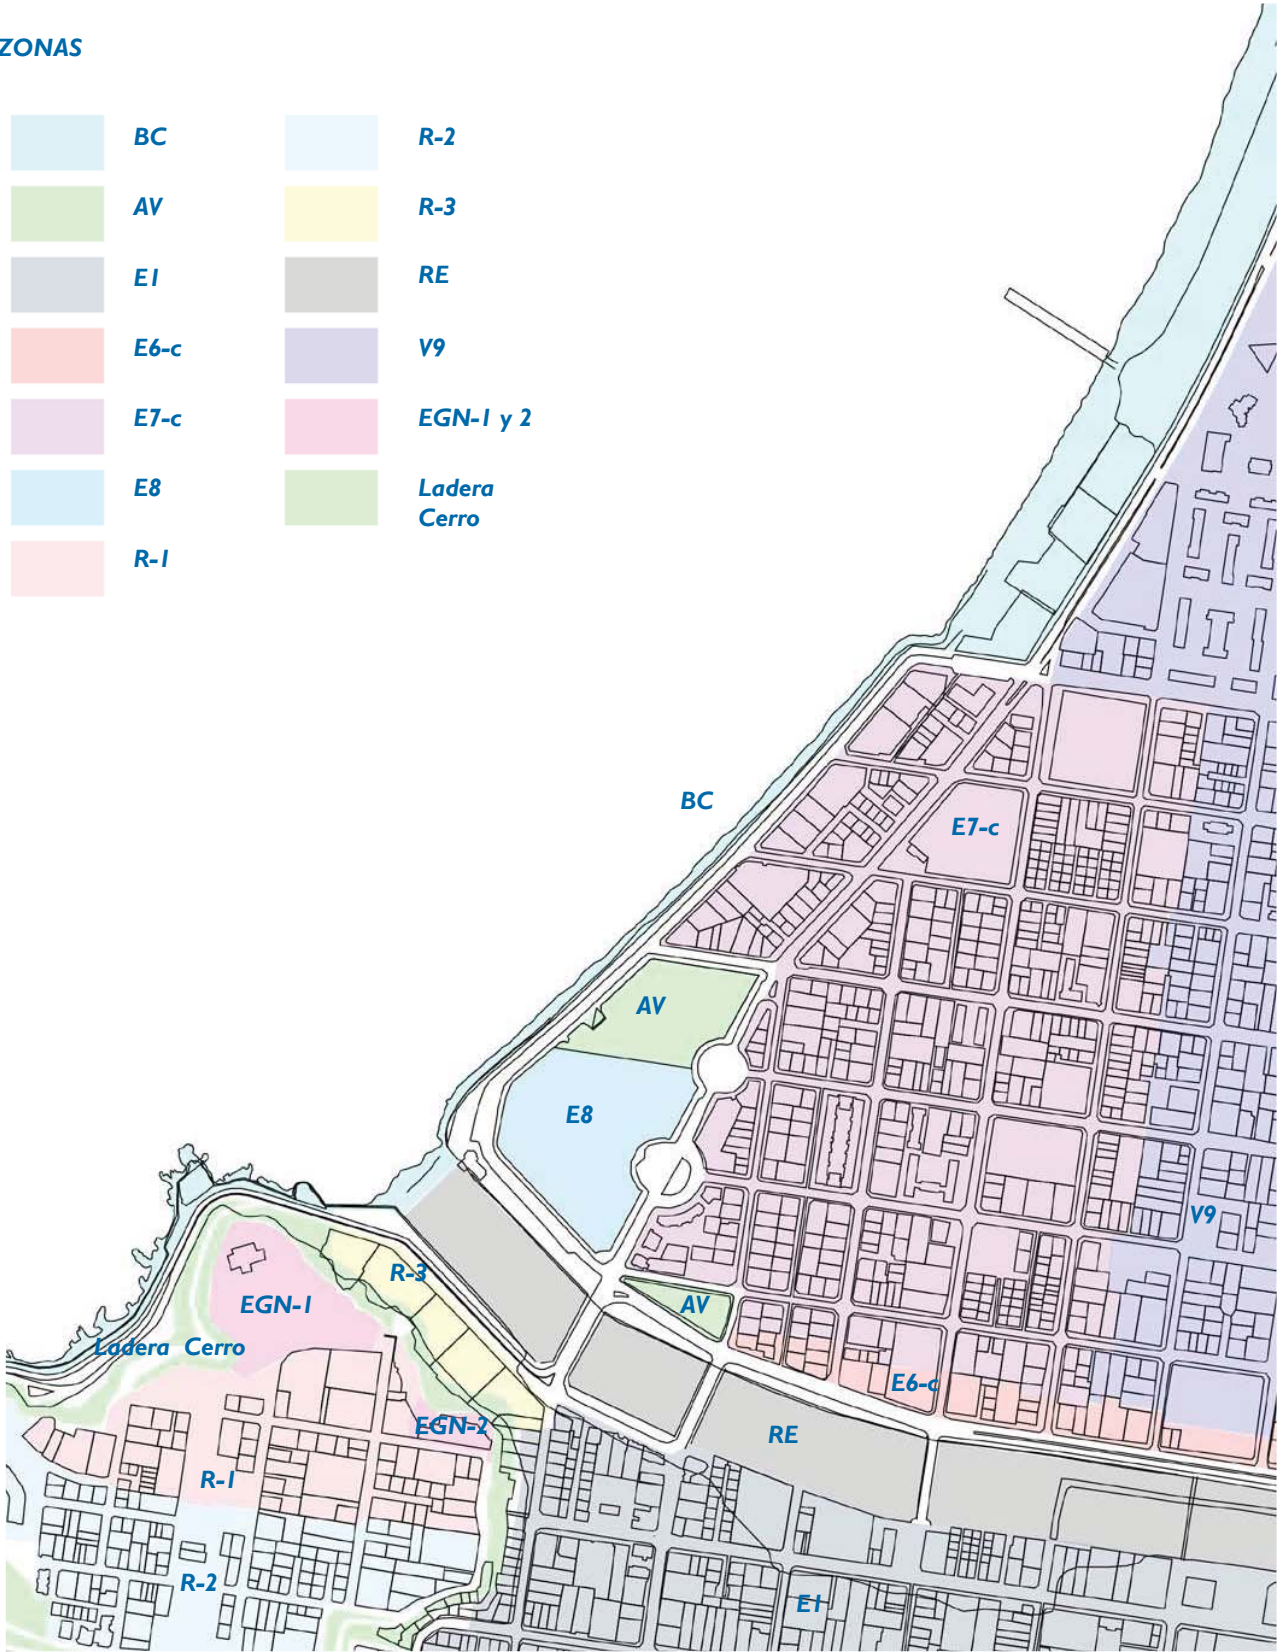 ZONAS
BC
AV
E1
E6-c
E7-c
E8
R-1
R-2
R-3
RE
V9
EGN-1 y 2
Ladera
Cerro
BC
E7-c
AV
E8
V9
R-3
EGN-1
AV
Ladera Cerro
E6-c
EGN-2
RE
R-1
R-2
E1